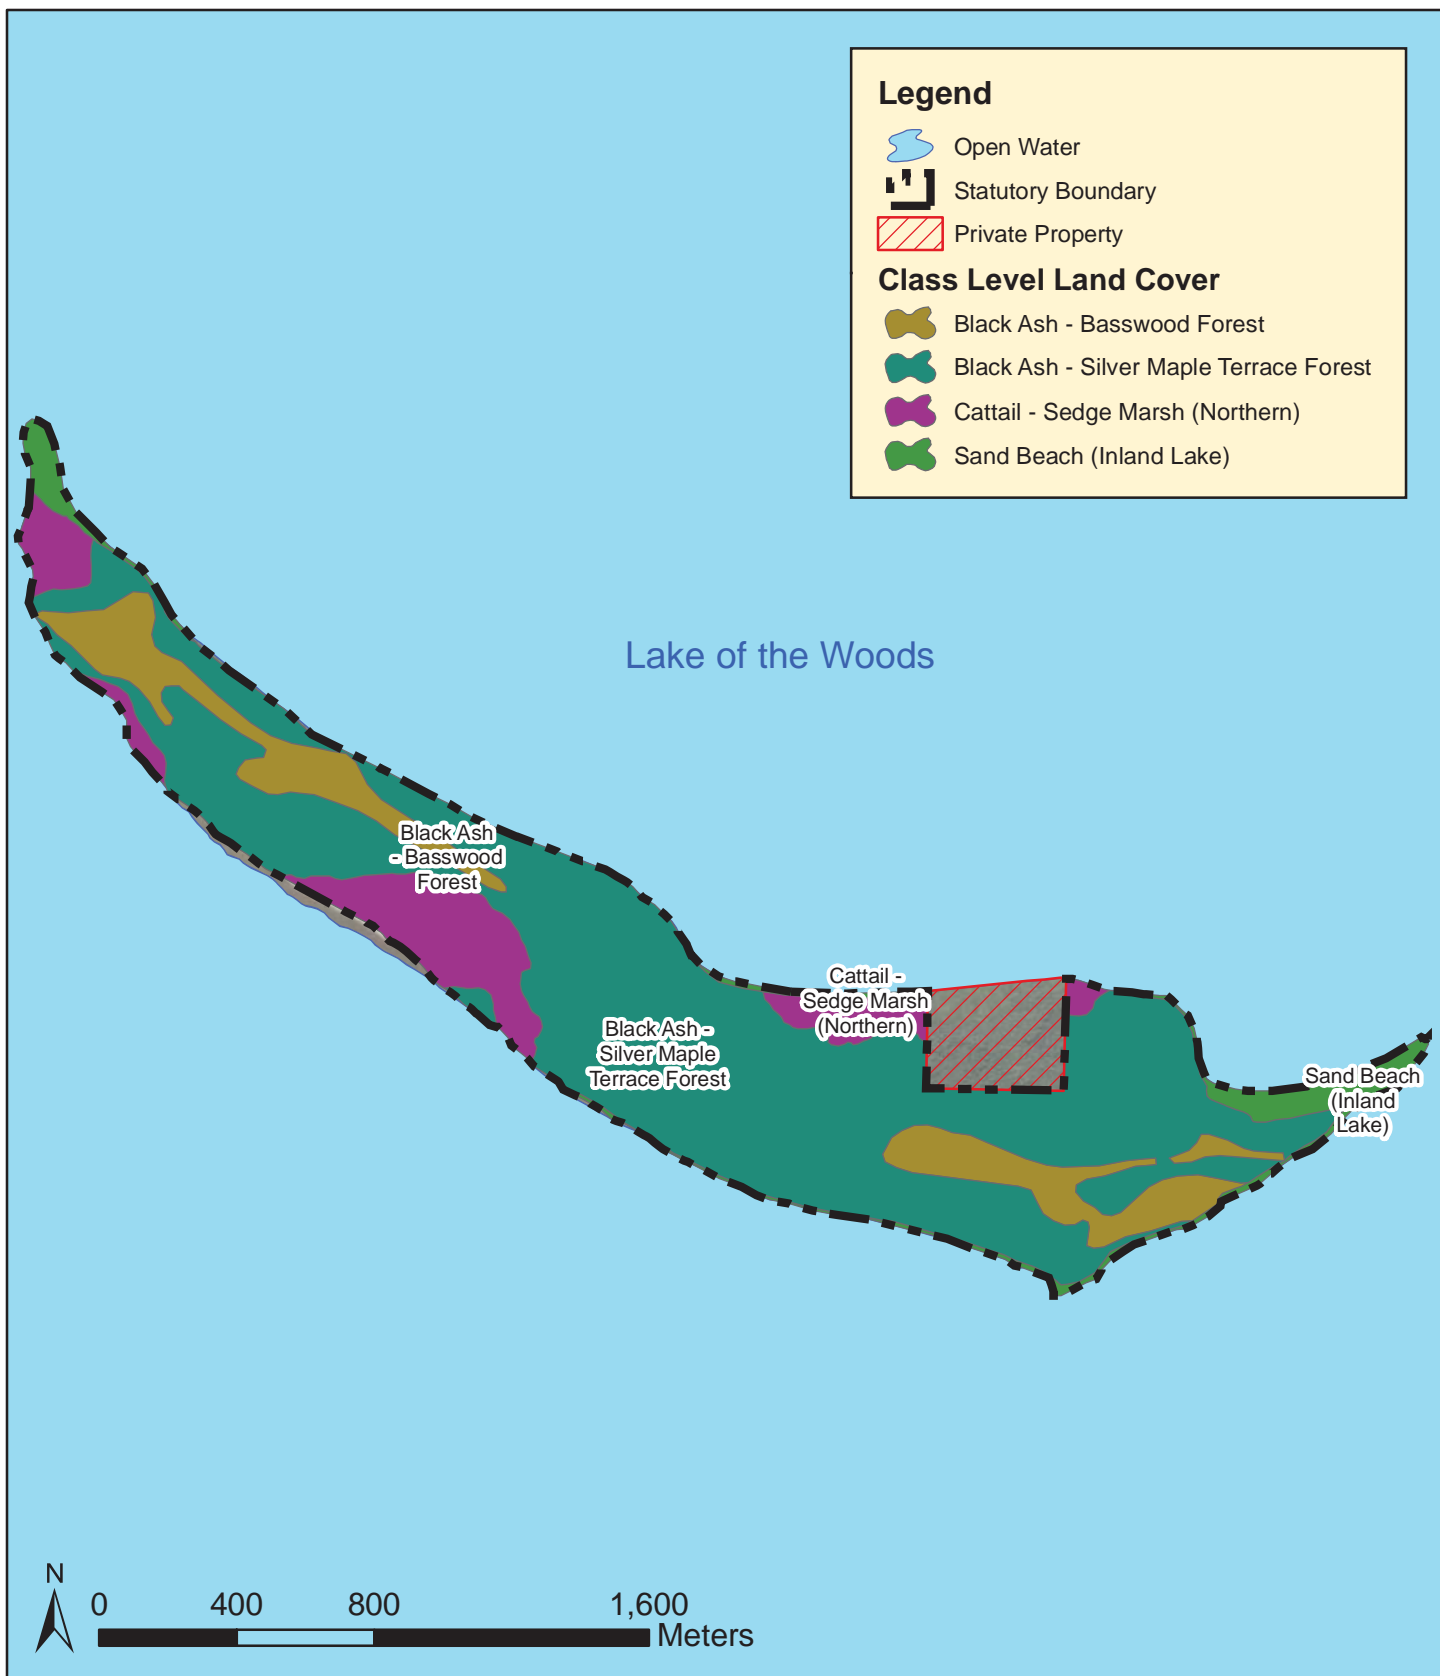 Legend
Open Water
Statutory Boundary
Private Property
Class Level Land Cover
Black Ash - Basswood Forest
Black Ash - Silver Maple Terrace Forest
Cattail - Sedge Marsh (Northern)
Sand Beach (Inland Lake)
Lake of the Woods
Black Ash
- Basswood
Forest
Cattail -
Sedge Marsh
(Northern)
Black Ash -
Silver Maple
Terrace Forest
Sand Beach
(Inland
Lake)
N
0 400 800 1,600
Meters